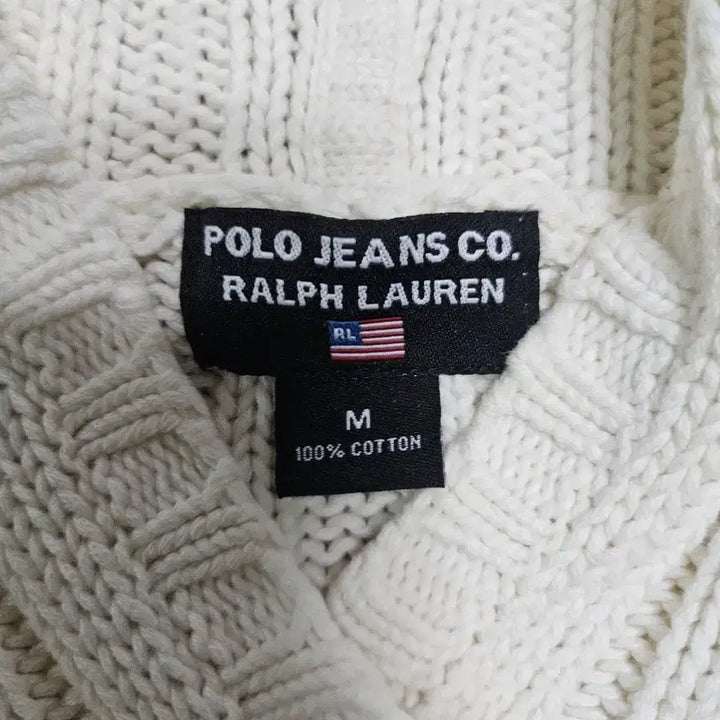 POLO JEANS CO.
RALPH LAUREN
RL
M
100% COTTON